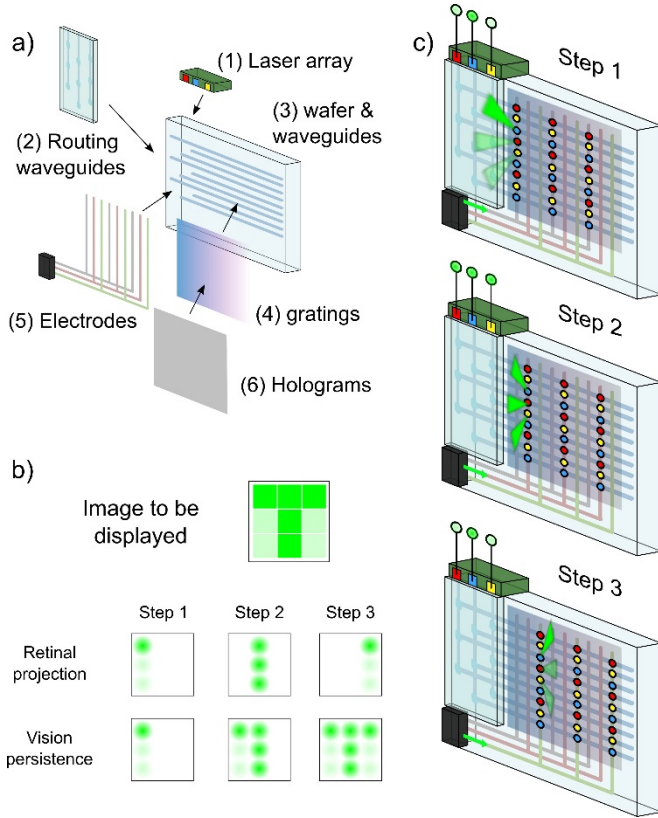 a)
(1) Laser array
(3) wafer &
waveguides
(2) Routing
waveguides
(5) Electrodes
(4) gratings
(6) Holograms
b)
Image to be
displayed
Step 1
Step 2
Step 3
Retinal
projection
Vision
persistence
c)
Step 1
Step 2
Step 3